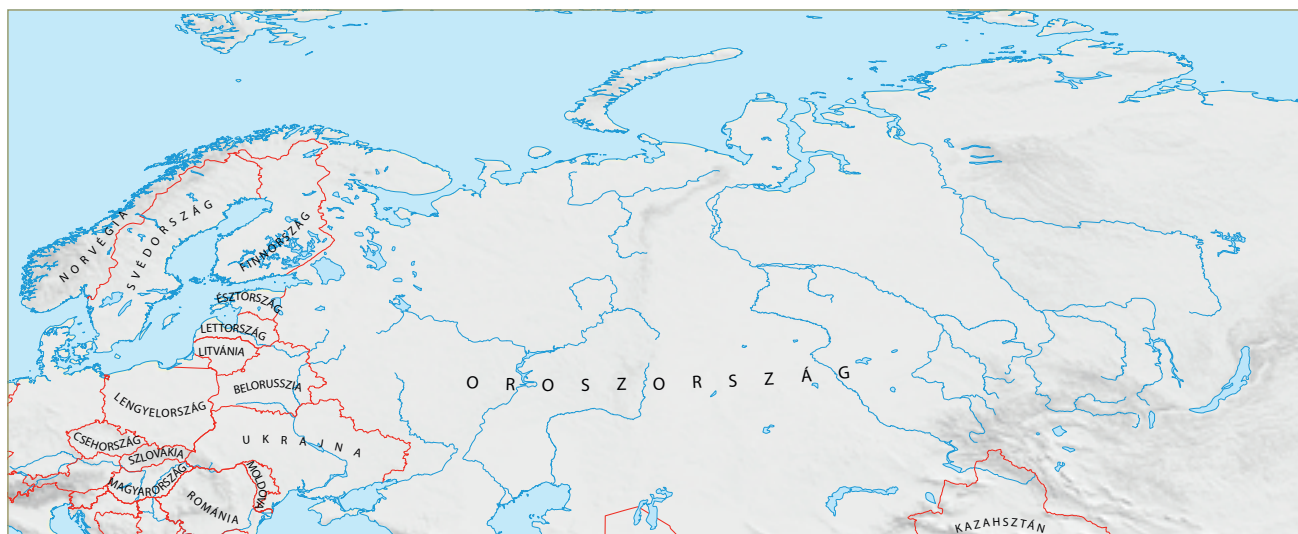 NORVÉGIA
SVÉDORSZÁG
FINNORSZÁG
ÉSZTORSZÁG
LETTORSZÁG
LITVÁNIA
BELORUSSZIA
OROSZORSZÁG
LENGYELORSZÁG
CSEHORSZÁG
UKRAJNA
SZLOVÁKIA
MAGYARORSZÁG
MOLDOVA
ROMÁNIA
KAZAHSZTÁN